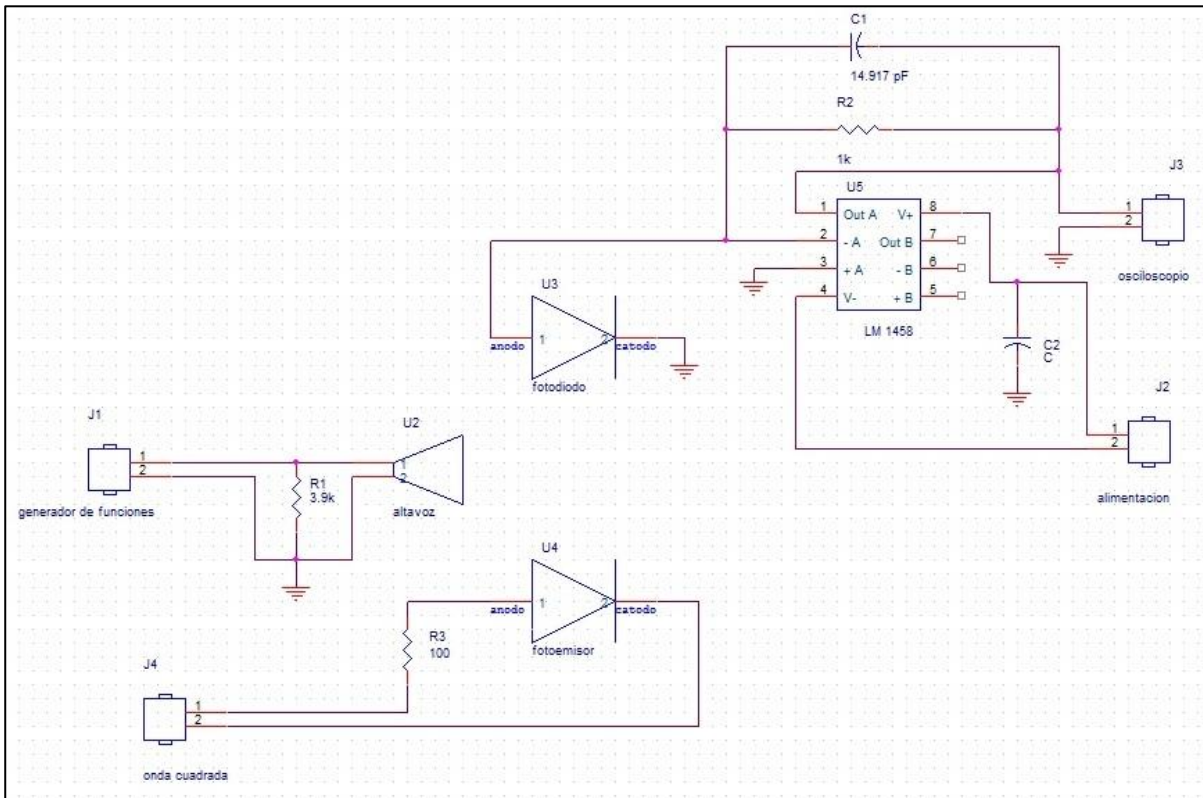 C1
14.917 pF
R2
1k
U5
1 Out A V+ 8
2 - A Out B 7
3 + A - B 6
4 V- + B 5
LM 1458
J3
1
2
osciloscopio
U3
anodo 1 2 catodo
fotodiodo
C2
C
J2
1
2
alimentacion
J1
1
2
generador de funciones
R1
3.9k
U2
1
2
altavoz
U4
anodo 1 2 catodo
fotoemisor
R3
100
J4
1
2
onda cuadrada